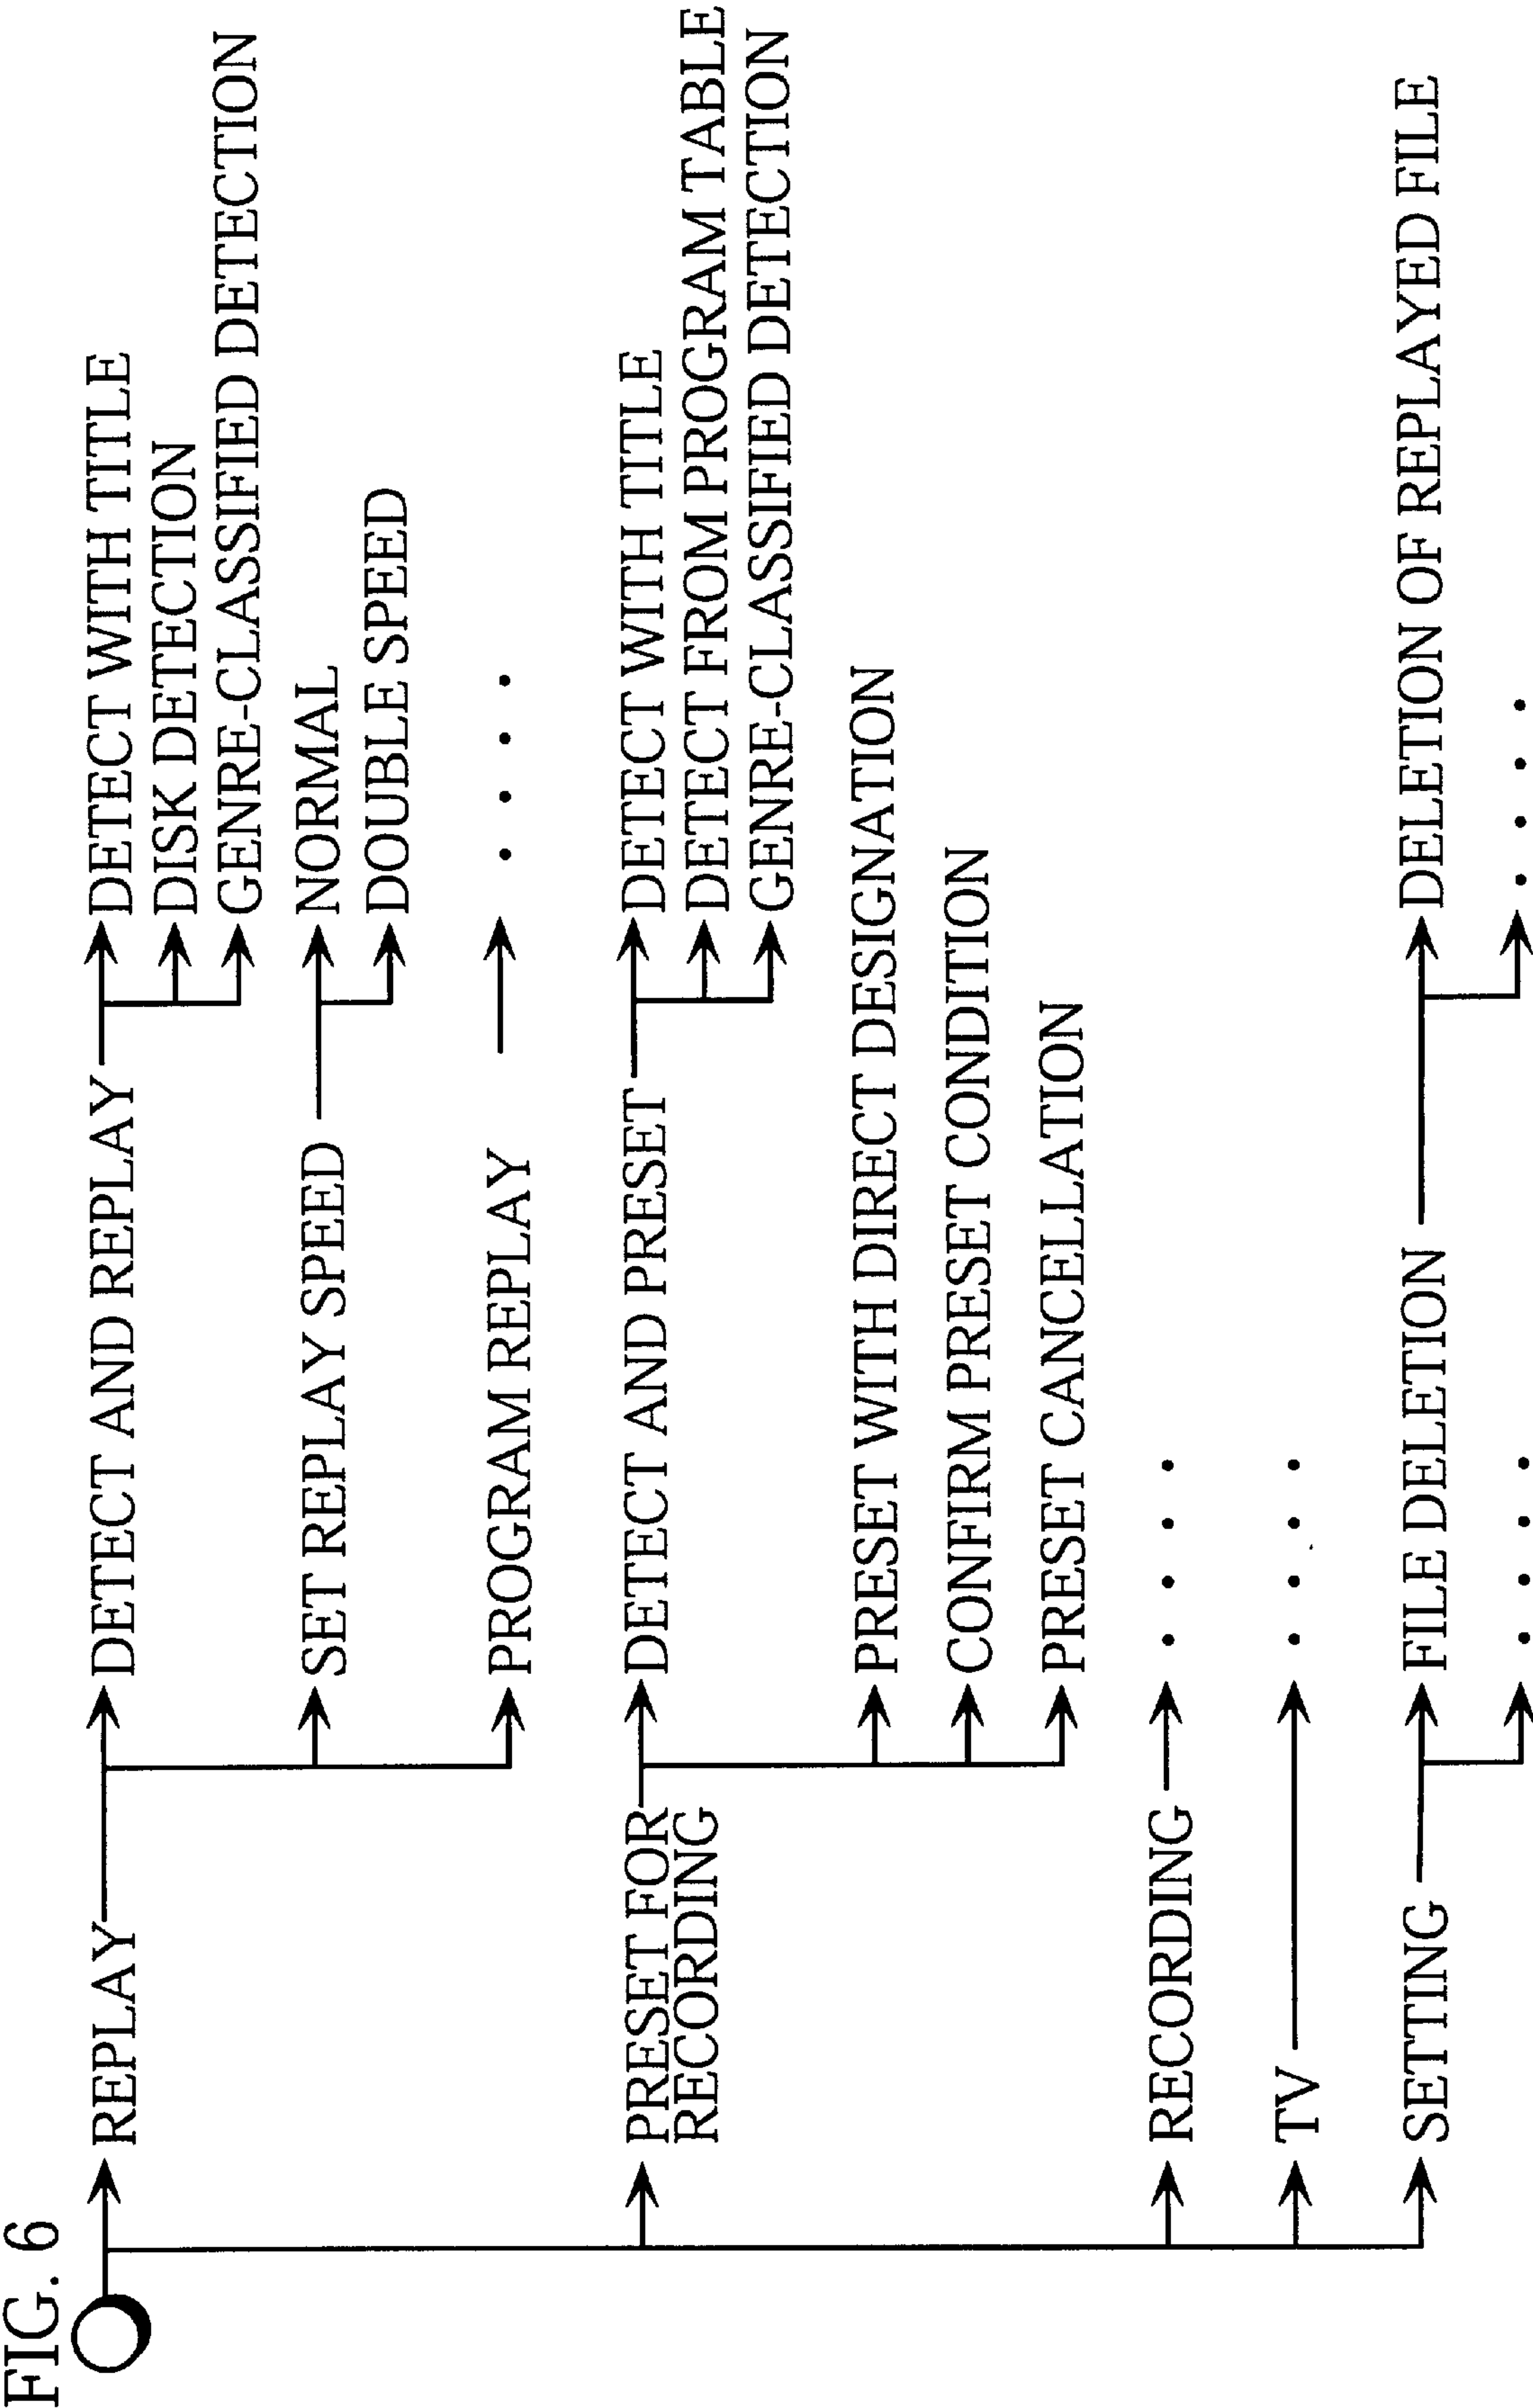 FIG. 6
REPLAY
DETECT AND REPLAY
DETECT WITH TITLE
DISK DETECTION
GENRE-CLASSIFIED DETECTION
SET REPLAY SPEED
NORMAL
DOUBLE SPEED
PROGRAM REPLAY
. . . .
PRESET FOR
RECORDING
DETECT AND PRESET
DETECT WITH TITLE
DETECT FROM PROGRAM TABLE
GENRE-CLASSIFIED DETECTION
PRESET WITH DIRECT DESIGNATION
CONFIRM PRESET CONDITION
PRESET CANCELLATION
RECORDING
. . . .
TV
. . . .
SETTING
FILE DELETION
DELETION OF REPLAYED FILE
. . . .
. . . .